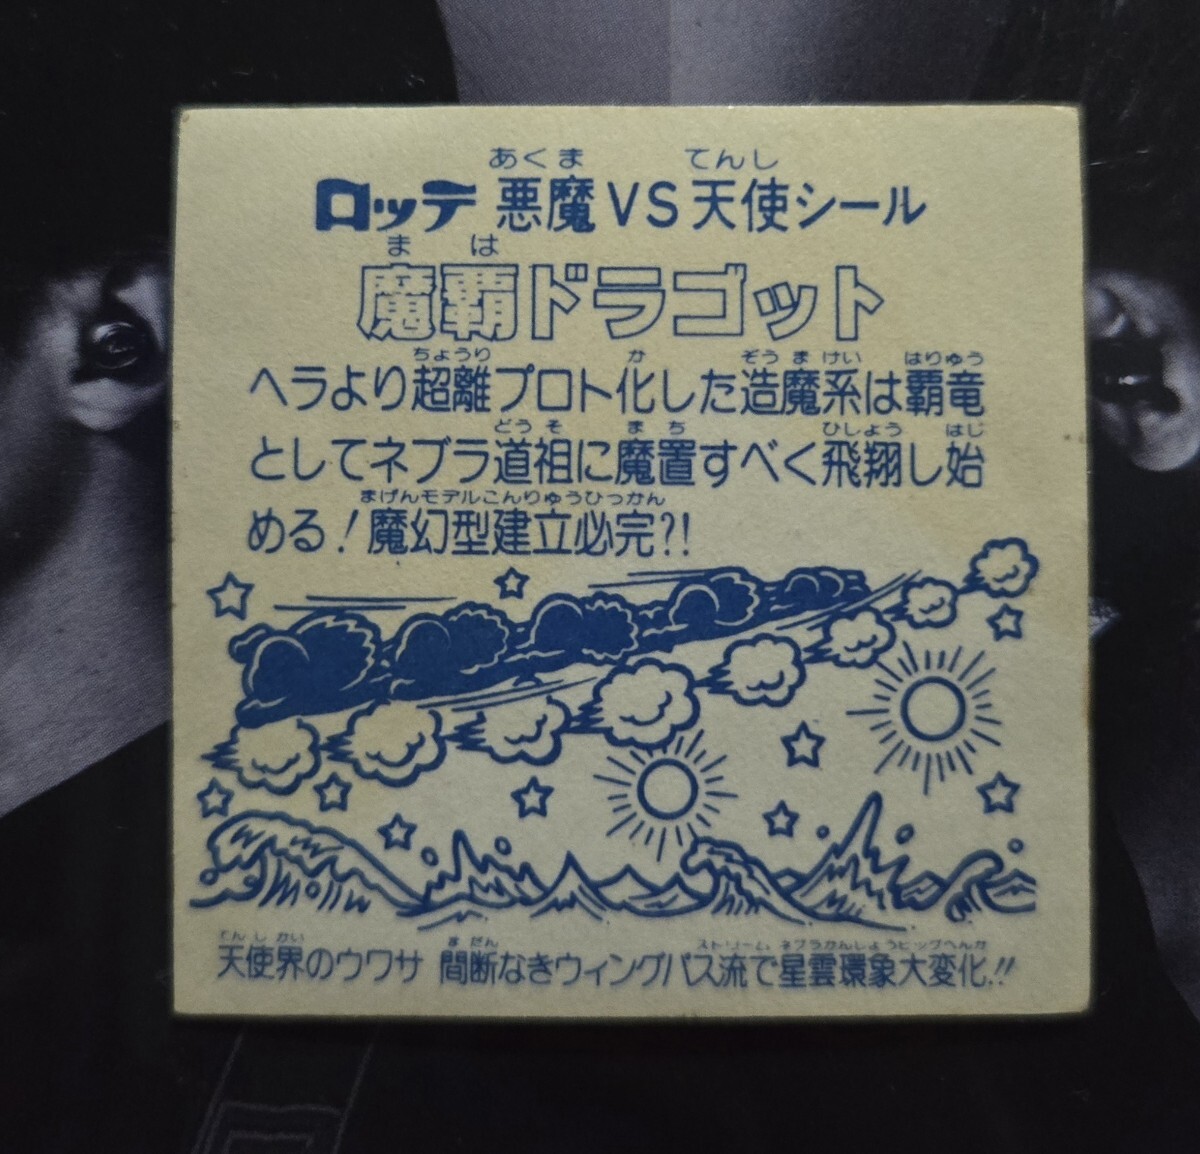 あくま てんし
ロッテ 悪魔VS天使シール
ま は
魔覇ドラゴット
ちょうり か ぞうまけい はりゅう
ヘラより超離プロト化した造魔系は覇竜
どうそ まち ひしょう はじ
としてネブラ道祖に魔置すべく飛翔し始
まげんモデルこんりゅうひっかん
める!魔幻型建立必完?!
てんしかい まだん ストリーム ネブラかんしょうビッグへんか
天使界のウワサ 間断なきウィングパス流で星雲環象大変化!!